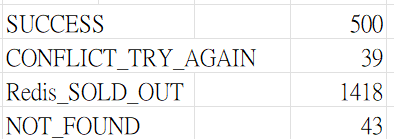 SUCCESS 500
CONFLICT_TRY_AGAIN 39
Redis_SOLD_OUT 1418
NOT_FOUND 43